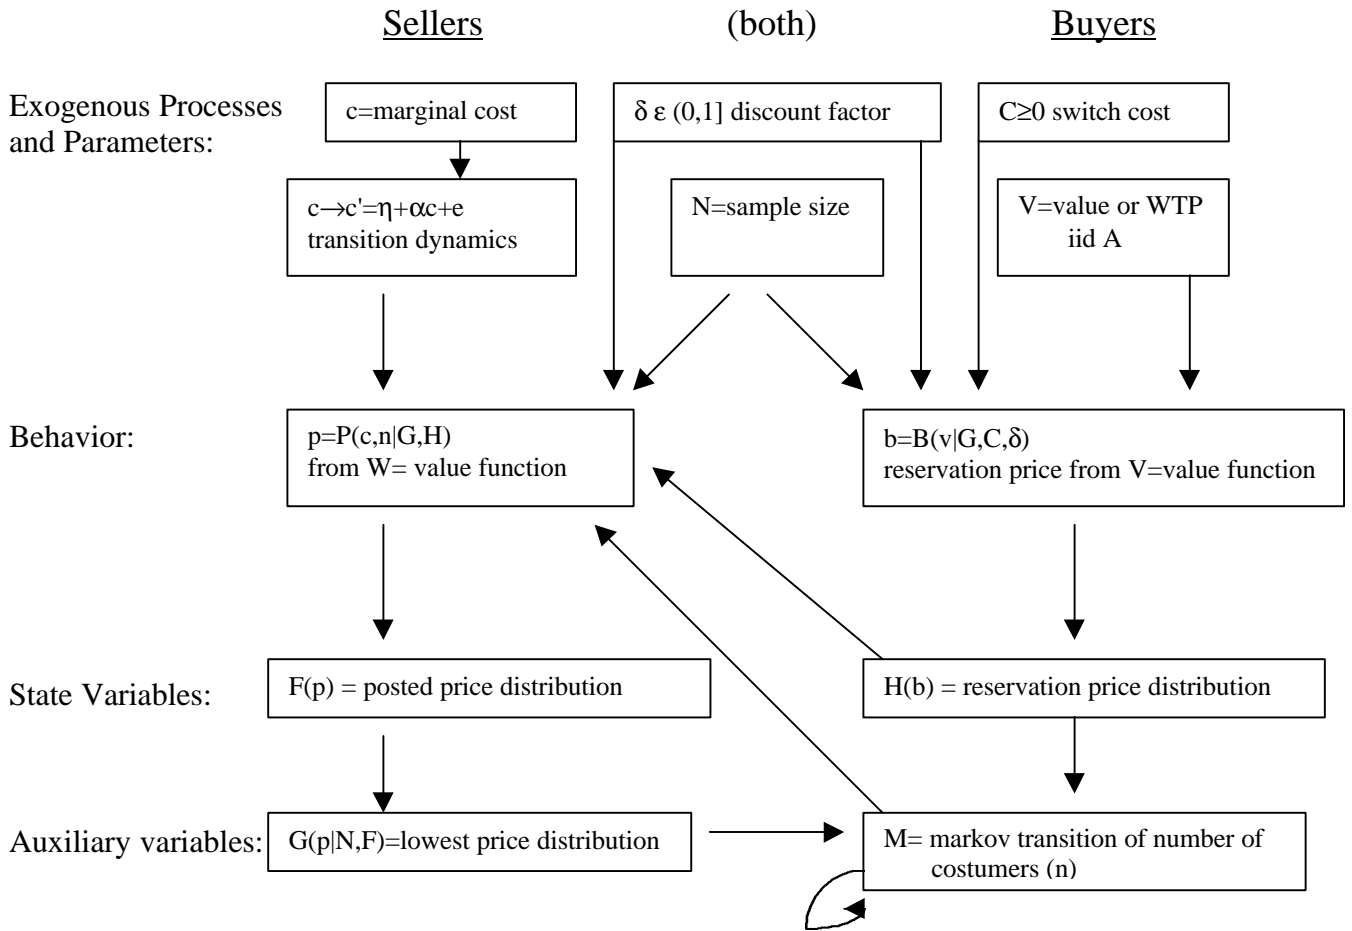 Sellers (both) Buyers
Exogenous Processes
and Parameters:
c=marginal cost
δ ε (0,1] discount factor
C≥0 switch cost
c→c'=η+αc+e
transition dynamics
N=sample size
V=value or WTP
iid A
Behavior:
p=P(c,n|G,H)
from W= value function
b=B(v|G,C,δ)
reservation price from V=value function
State Variables:
F(p) = posted price distribution
H(b) = reservation price distribution
Auxiliary variables:
G(p|N,F)=lowest price distribution
M= markov transition of number of
costumers (n)